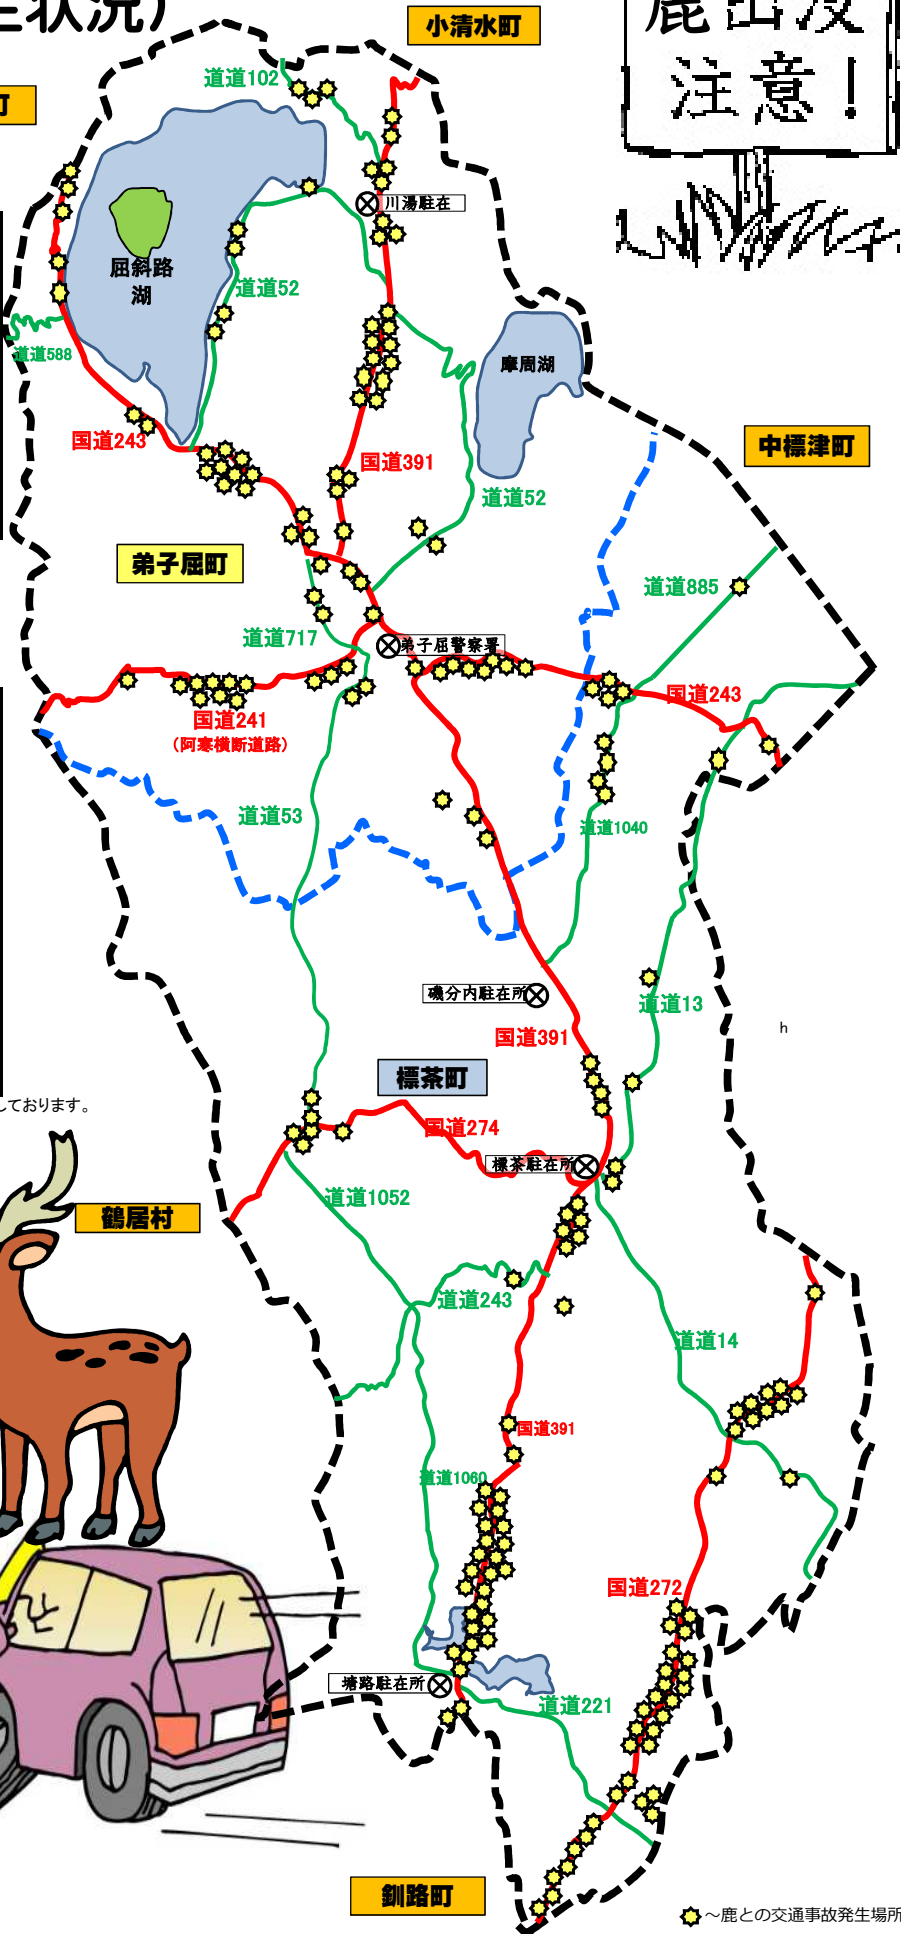 生状況）
小清水町
鹿出没
注意！
町
道道102
川湯駐在
屈斜路
湖
道道52
道道588
摩周湖
国道243
国道391
中標津町
道道52
弟子屈町
道道885
道道717
弟子屈警察署
国道243
国道241
（阿寒横断道路）
道道53
道道1040
磯分内駐在所
道道13
h
国道391
標茶町
しております。
国道274
標茶駐在所
道道1052
鶴居村
道道243
道道14
国道391
道道1060
国道272
塘路駐在所
道道221
釧路町
～鹿との交通事故発生場所